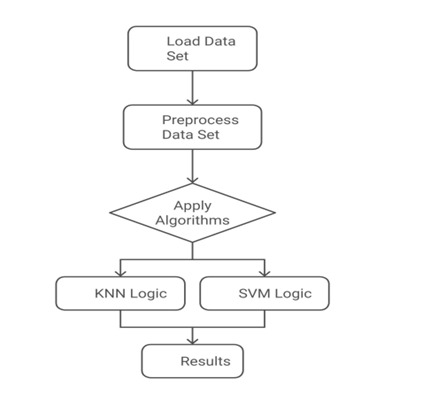 Load Data
Set
Preprocess
Data Set
Apply
Algorithms
KNN Logic
SVM Logic
Results